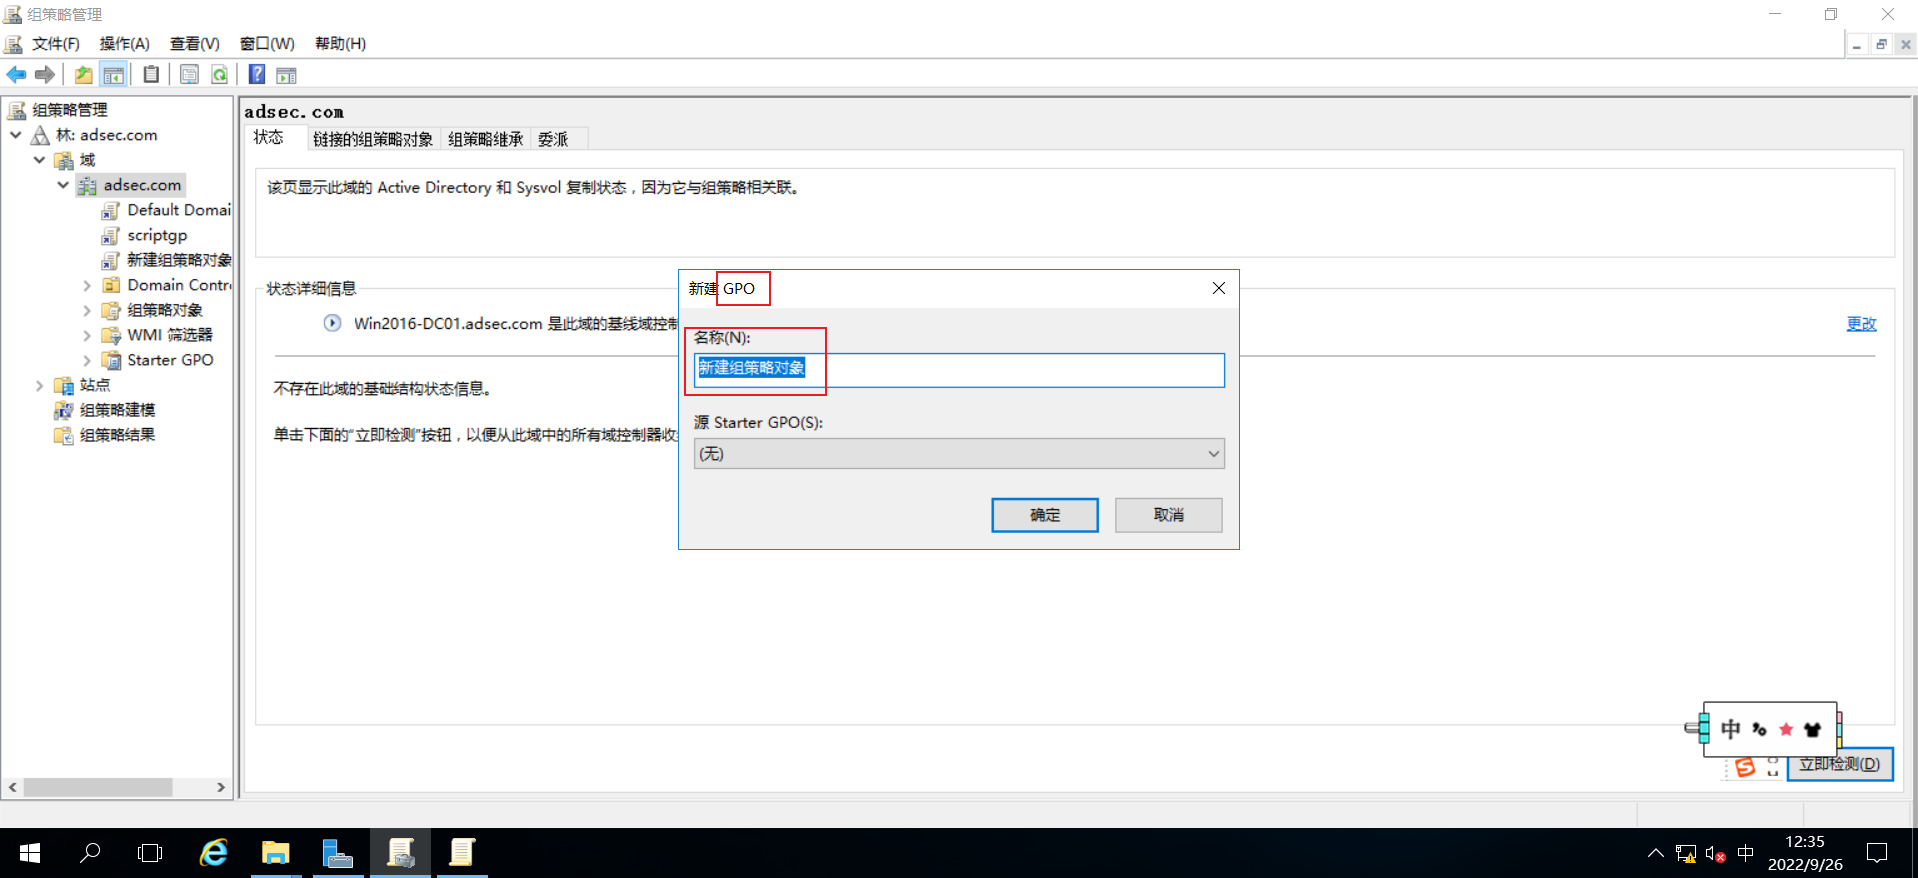 组策略管理
文件(F) 操作(A) 查看(V) 窗口(W) 帮助(H)
组策略管理
林: adsec.com
域
adsec.com
Default Domai
scriptgp
新建组策略对象
Domain Contr
组策略对象
WMI 筛选器
Starter GPO
站点
组策略建模
组策略结果
adsec.com
状态 链接的组策略对象 组策略继承 委派
该页显示此域的 Active Directory 和 Sysvol 复制状态，因为它与组策略相关联。
状态详细信息
Win2016-DC01.adsec.com 是此域的基线域控制
更改
不存在此域的基础结构状态信息。
单击下面的“立即检测”按钮，以便从此域中的所有域控制器收
新建 GPO
名称(N):
新建组策略对象
源 Starter GPO(S):
(无)
确定 取消
中
立即检测(D)
中
12:35
2022/9/26